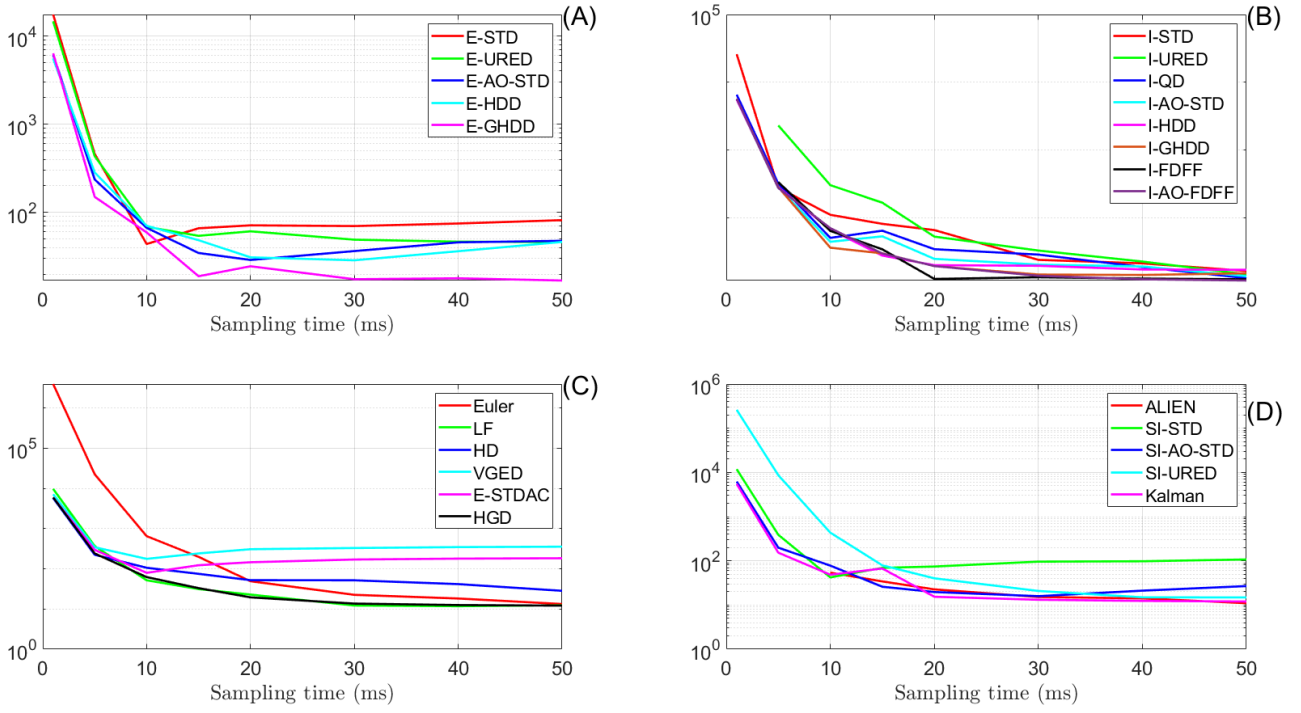 (A)
10^4
10^3
10^2
E-STD
E-URED
E-AO-STD
E-HDD
E-GHDD
0 10 20 30 40 50
Sampling time (ms)
(B)
10^5
I-STD
I-URED
I-QD
I-AO-STD
I-HDD
I-GHDD
I-FDFF
I-AO-FDFF
0 10 20 30 40 50
Sampling time (ms)
(C)
10^5
10^0
Euler
LF
HD
VGED
E-STDAC
HGD
0 10 20 30 40 50
Sampling time (ms)
(D)
10^6
10^4
10^2
10^0
ALIEN
SI-STD
SI-AO-STD
SI-URED
Kalman
0 10 20 30 40 50
Sampling time (ms)